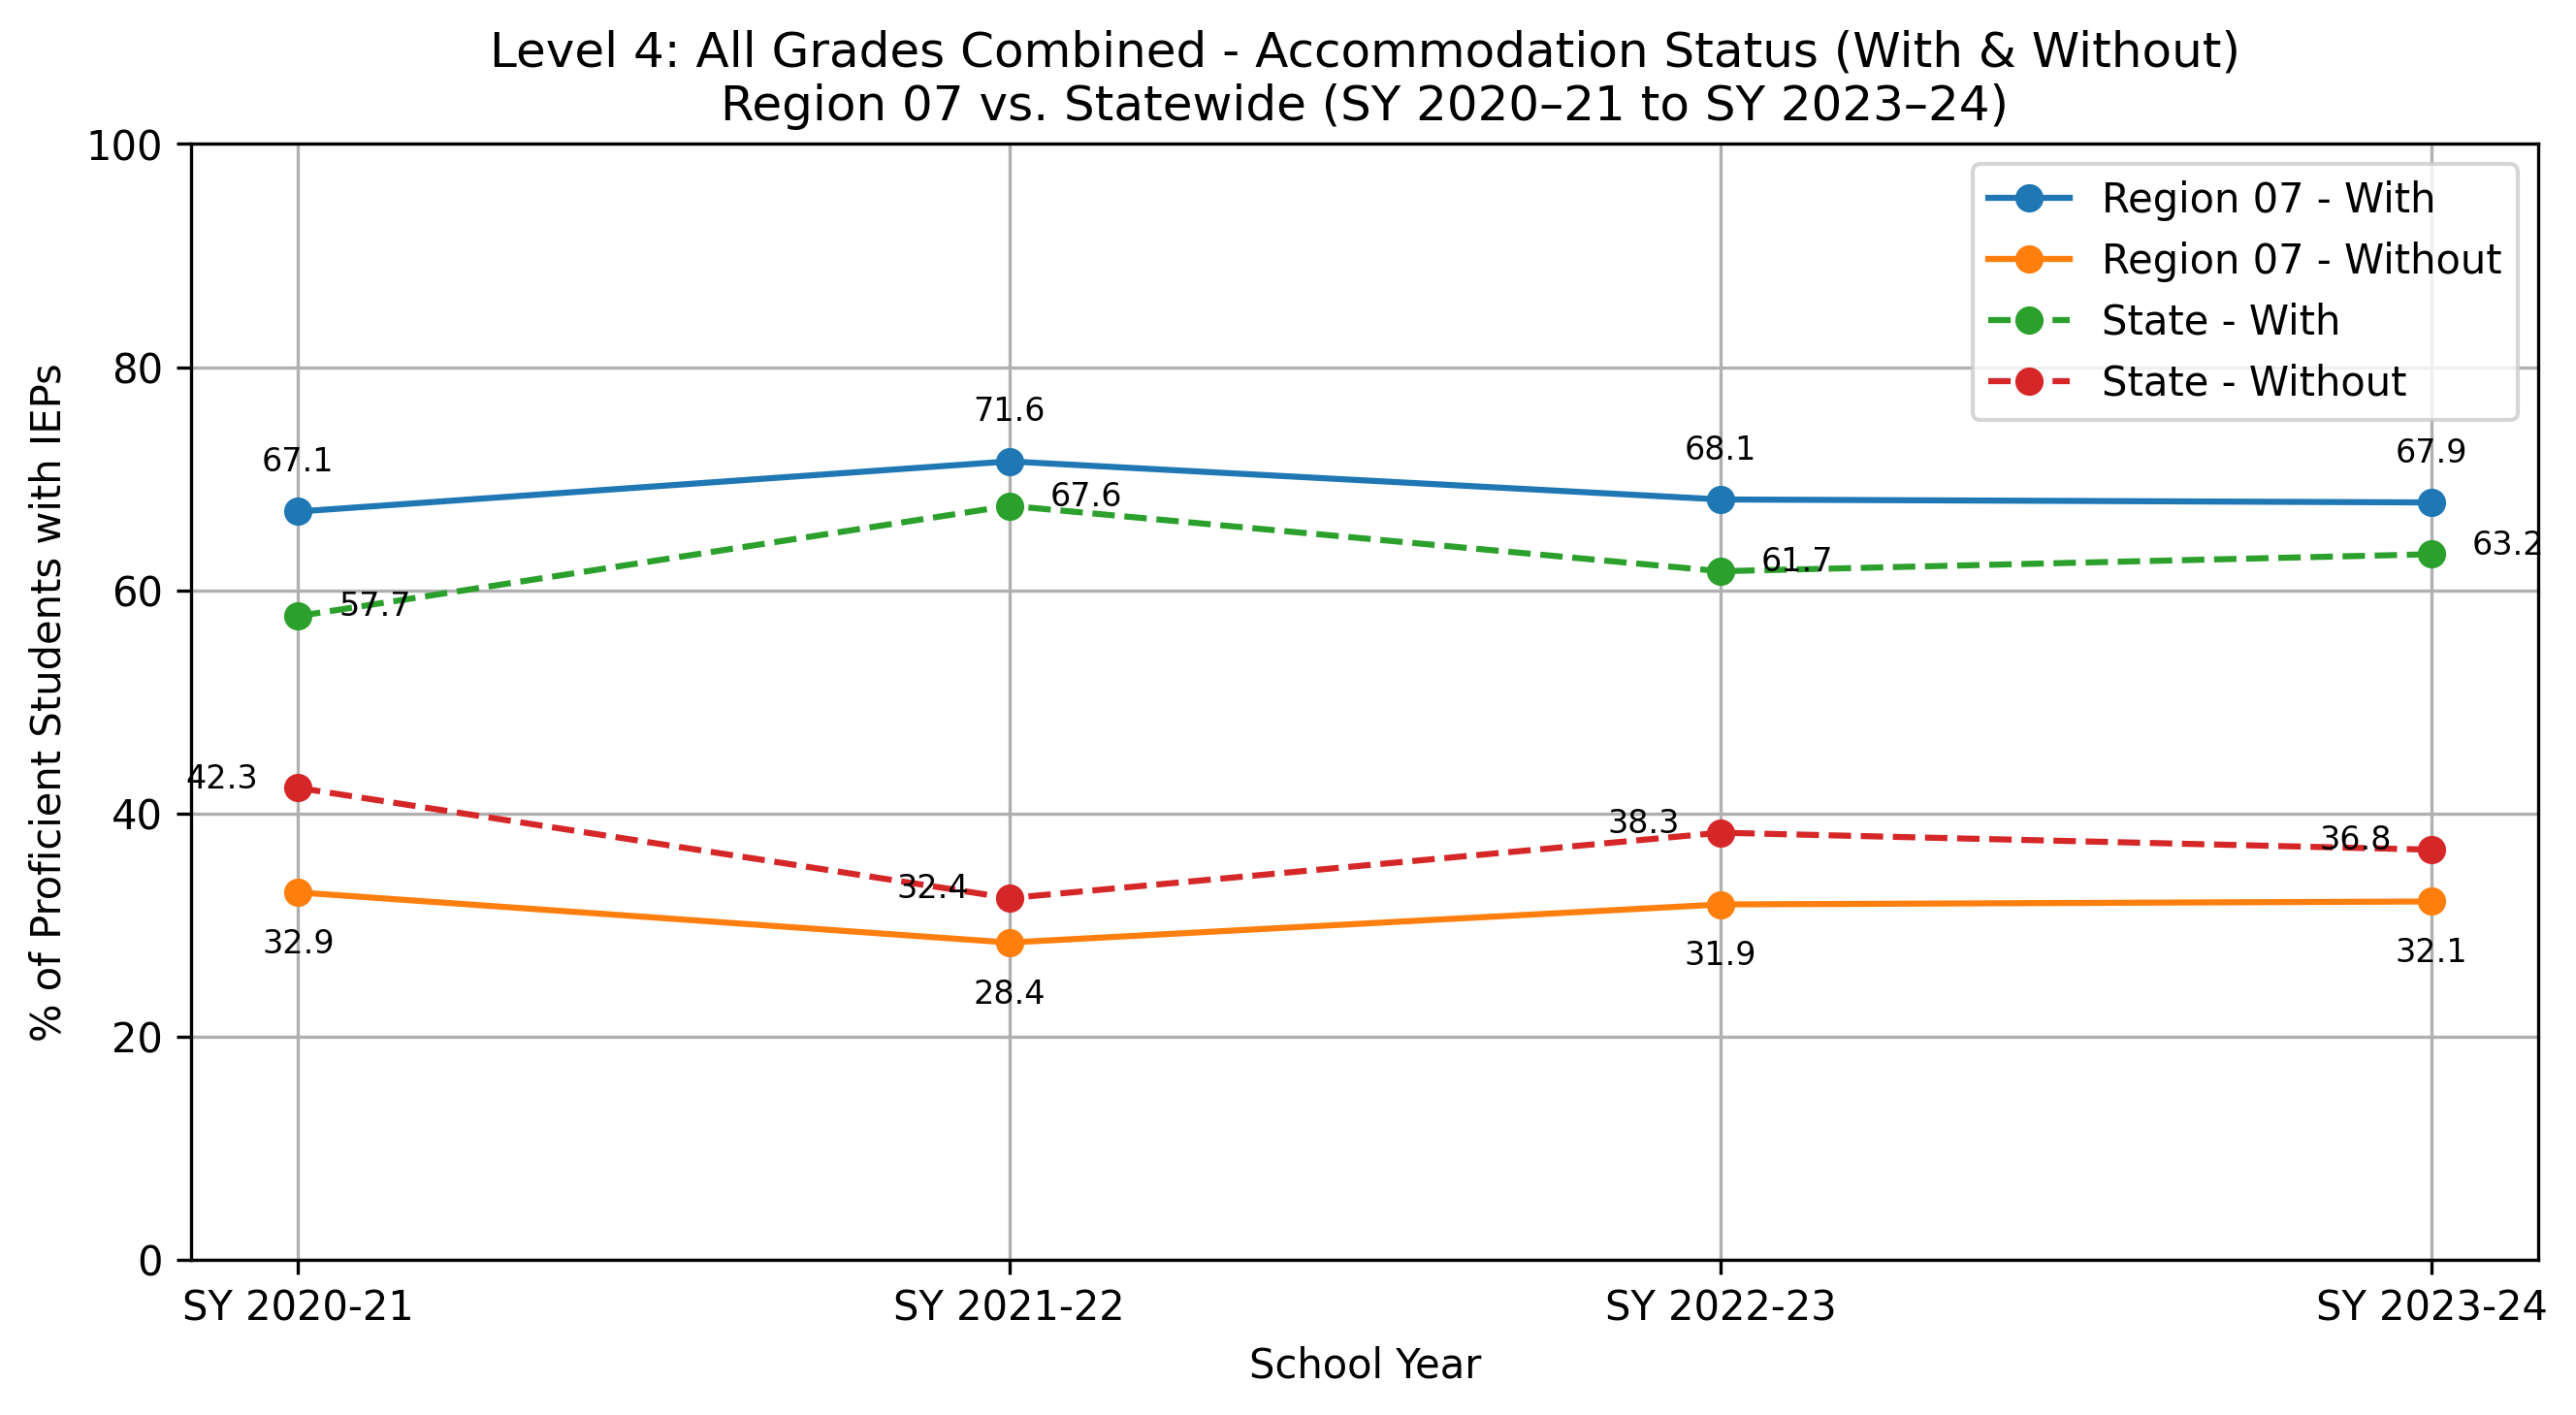 Level 4: All Grades Combined - Accommodation Status (With & Without)
Region 07 vs. Statewide (SY 2020–21 to SY 2023–24)
% of Proficient Students with IEPs
100
80
60
40
20
0
Region 07 - With
Region 07 - Without
State - With
State - Without
67.1
71.6
68.1
67.9
57.7
67.6
61.7
63.2
42.3
32.4
38.3
36.8
32.9
28.4
31.9
32.1
SY 2020-21
SY 2021-22
SY 2022-23
SY 2023-24
School Year